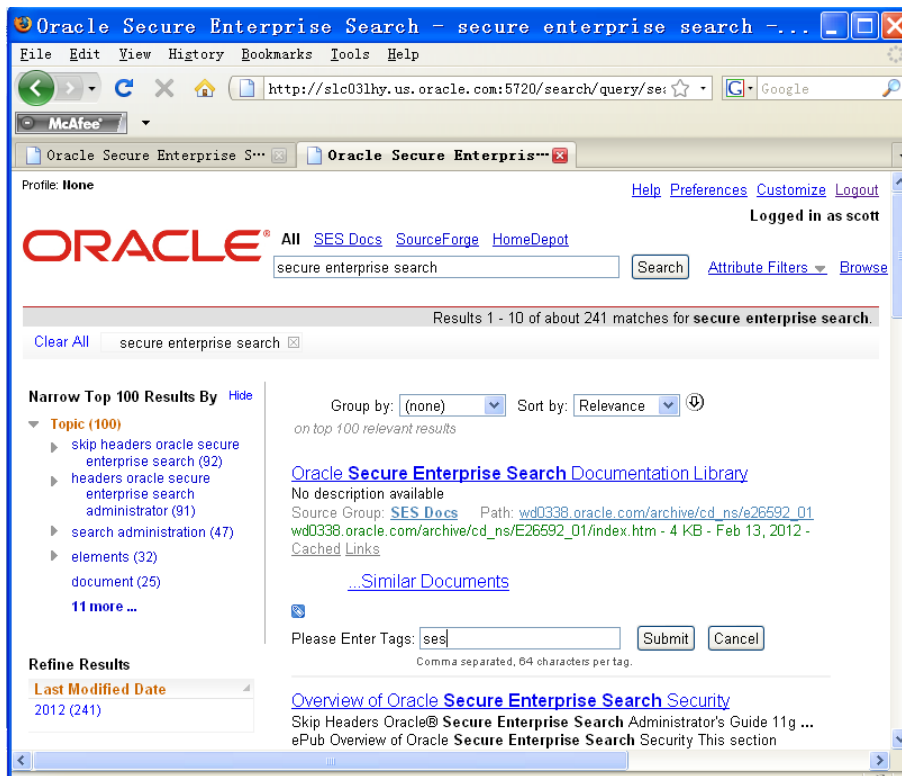 Oracle Secure Enterprise Search - secure enterprise search -...
File Edit View History Bookmarks Tools Help
http://slc03lhy.us.oracle.com:5720/search/query/se
G Google
McAfee
Oracle Secure Enterprise S...
Oracle Secure Enterpris...
Profile: None
Help Preferences Customize Logout
Logged in as scott
ORACLE®
All SES Docs SourceForge HomeDepot
secure enterprise search Search Attribute Filters Browse
Results 1 - 10 of about 241 matches for secure enterprise search.
Clear All secure enterprise search
Narrow Top 100 Results By Hide
Topic (100)
skip headers oracle secure
enterprise search (92)
headers oracle secure
enterprise search
administrator (91)
search administration (47)
elements (32)
document (25)
11 more ...
Refine Results
Last Modified Date
2012 (241)
Group by: (none) Sort by: Relevance
on top 100 relevant results
Oracle Secure Enterprise Search Documentation Library
No description available
Source Group: SES Docs Path: wd0338.oracle.com/archive/cd_ns/e26592_01
wd0338.oracle.com/archive/cd_ns/E26592_01/index.htm - 4 KB - Feb 13, 2012 -
Cached Links
...Similar Documents
Please Enter Tags: ses Submit Cancel
Comma separated, 64 characters per tag.
Overview of Oracle Secure Enterprise Search Security
Skip Headers Oracle® Secure Enterprise Search Administrator's Guide 11g ...
ePub Overview of Oracle Secure Enterprise Search Security This section